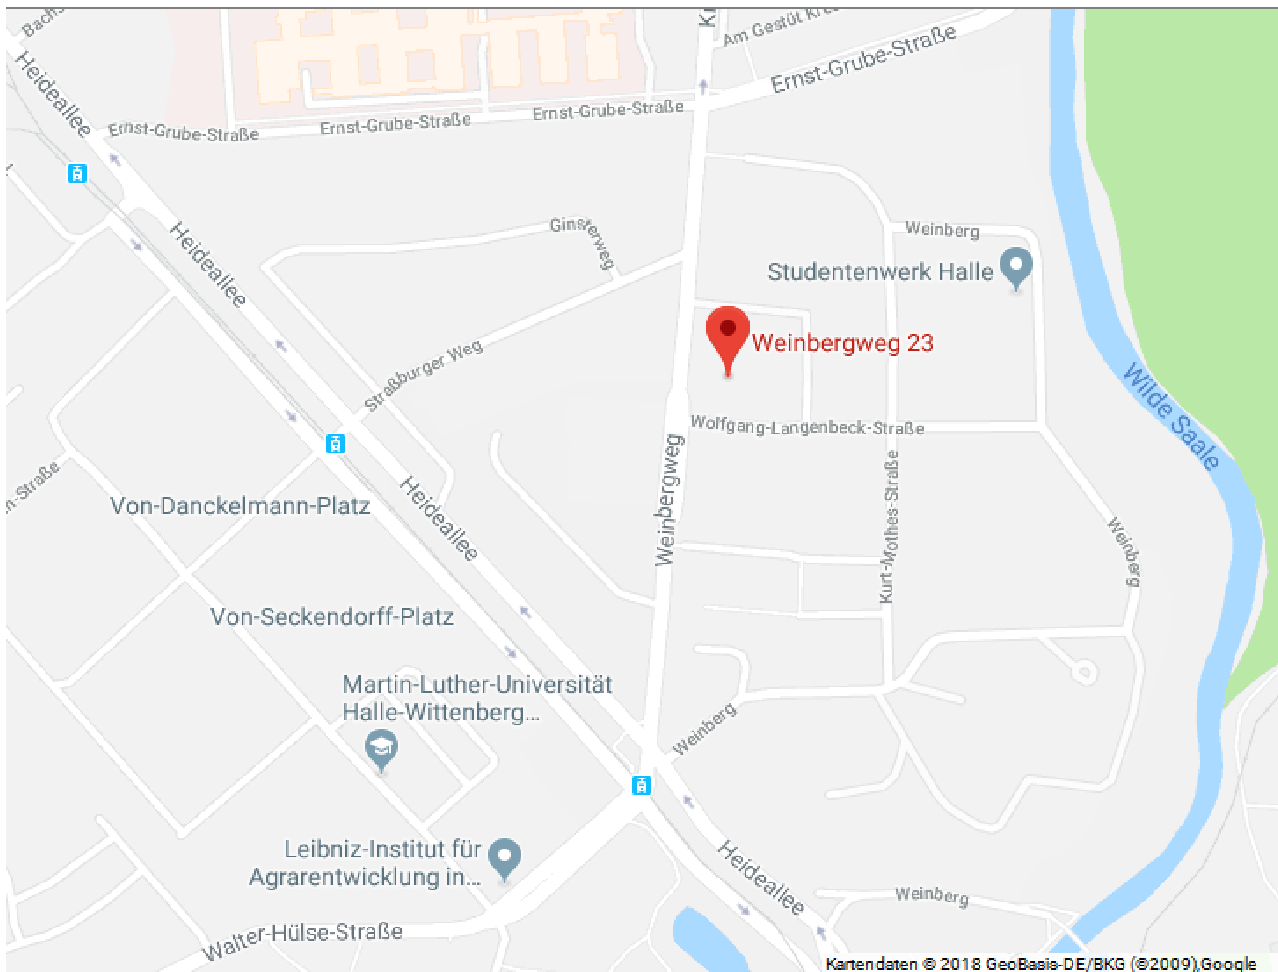 Am Gestüt
Heideallee
Ernst-Grube-Straße
Ernst-Grube-Straße
Ernst-Grube-Straße
Ernst-Grube-Straße
Heideallee
Ginsterweg
Weinberg
Studentenwerk Halle
Weinbergweg 23
Straßburger Weg
Wilde Saale
Wolfgang-Langenbeck-Straße
Weinbergweg
Kurt-Mothes-Straße
n-Straße
Von-Danckelmann-Platz
Heideallee
Weinberg
Von-Seckendorff-Platz
Martin-Luther-Universität
Halle-Wittenberg...
Weinberg
Leibniz-Institut für
Agrarentwicklung in...
Heideallee
Weinberg
Walter-Hülse-Straße
Kartendaten © 2018 GeoBasis-DE/BKG (©2009),Google